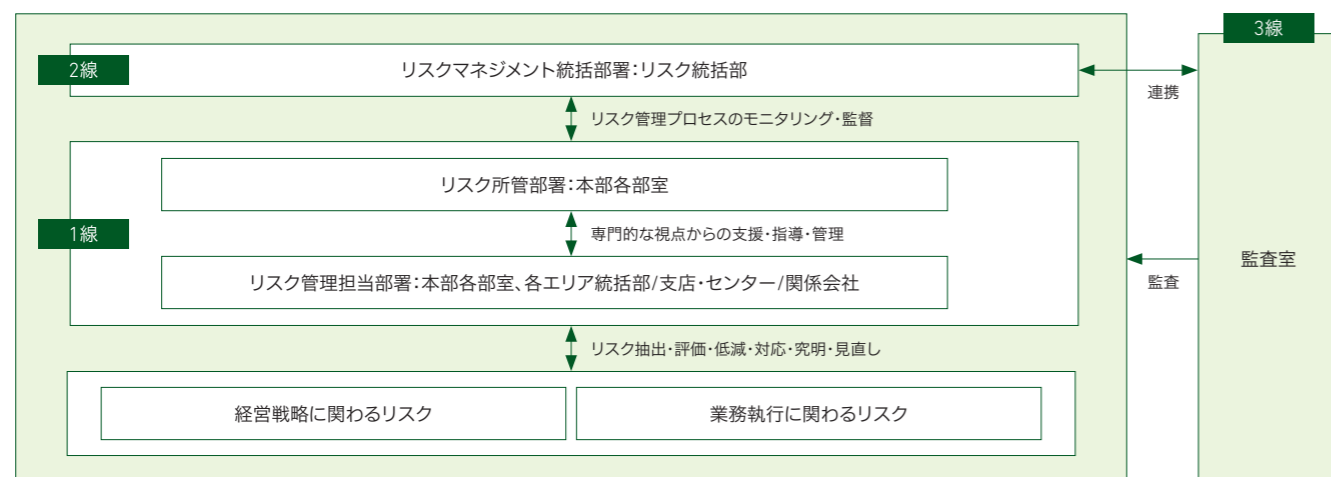 3線
2線
リスクマネジメント統括部署：リスク統括部
連携
リスク管理プロセスのモニタリング・監督
リスク所管部署：本部各部室
1線
専門的な視点からの支援・指導・管理
監査室
リスク管理担当部署：本部各部室、各エリア統括部/支店・センター/関係会社
監査
リスク抽出・評価・低減・対応・究明・見直し
経営戦略に関わるリスク
業務執行に関わるリスク